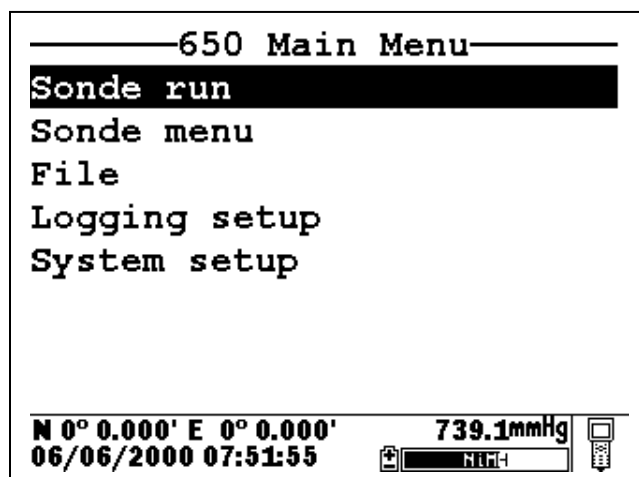 650 Main Menu
Sonde run
Sonde menu
File
Logging setup
System setup
N 0° 0.000' E 0° 0.000' 739.1mmHg
06/06/2000 07:51:55 NiMH